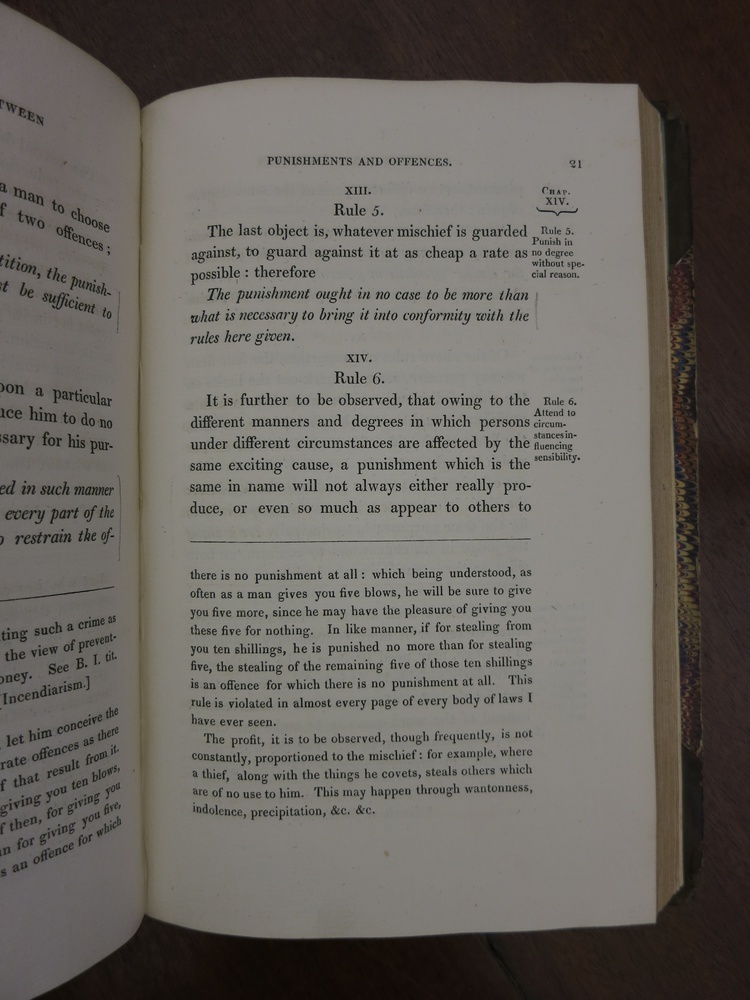 TWEEN
a man to choose
f two offences;
tition, the punish-
st be sufficient to
pon a particular
uce him to do no
ssary for his pur-
ed in such manner
every part of the
o restrain the of-
ting such a crime as
the view of prevent-
oney. See B. I. tit.
[Incendiarism.]
let him conceive the
rate offences as there
f that result from it.
giving you ten blows,
f then, for giving you
an for giving you five,
s an offence for which
PUNISHMENTS AND OFFENCES. 21
XIII.
Rule 5.
CHAP.
XIV.
The last object is, whatever mischief is guarded
against, to guard against it at as cheap a rate as
possible : therefore
Rule 5.
Punish in
no degree
without spe-
cial reason.
The punishment ought in no case to be more than
what is necessary to bring it into conformity with the
rules here given.
XIV.
Rule 6.
It is further to be observed, that owing to the
different manners and degrees in which persons
under different circumstances are affected by the
same exciting cause, a punishment which is the
same in name will not always either really pro-
duce, or even so much as appear to others to
Rule 6.
Attend to
circum-
stances in-
fluencing
sensibility.
there is no punishment at all : which being understood, as
often as a man gives you five blows, he will be sure to give
you five more, since he may have the pleasure of giving you
these five for nothing. In like manner, if for stealing from
you ten shillings, he is punished no more than for stealing
five, the stealing of the remaining five of those ten shillings
is an offence for which there is no punishment at all. This
rule is violated in almost every page of every body of laws I
have ever seen.
The profit, it is to be observed, though frequently, is not
constantly, proportioned to the mischief : for example, where
a thief, along with the things he covets, steals others which
are of no use to him. This may happen through wantonness,
indolence, precipitation, &c. &c.